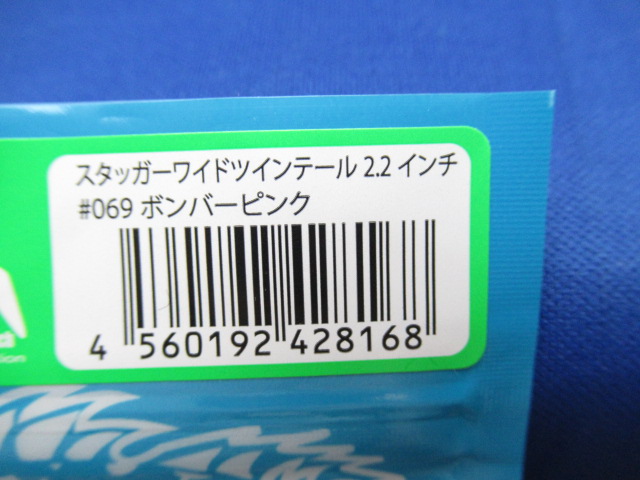 スタッガーワイドツインテール 2.2 インチ
#069 ボンバーピンク
4 560192 428168